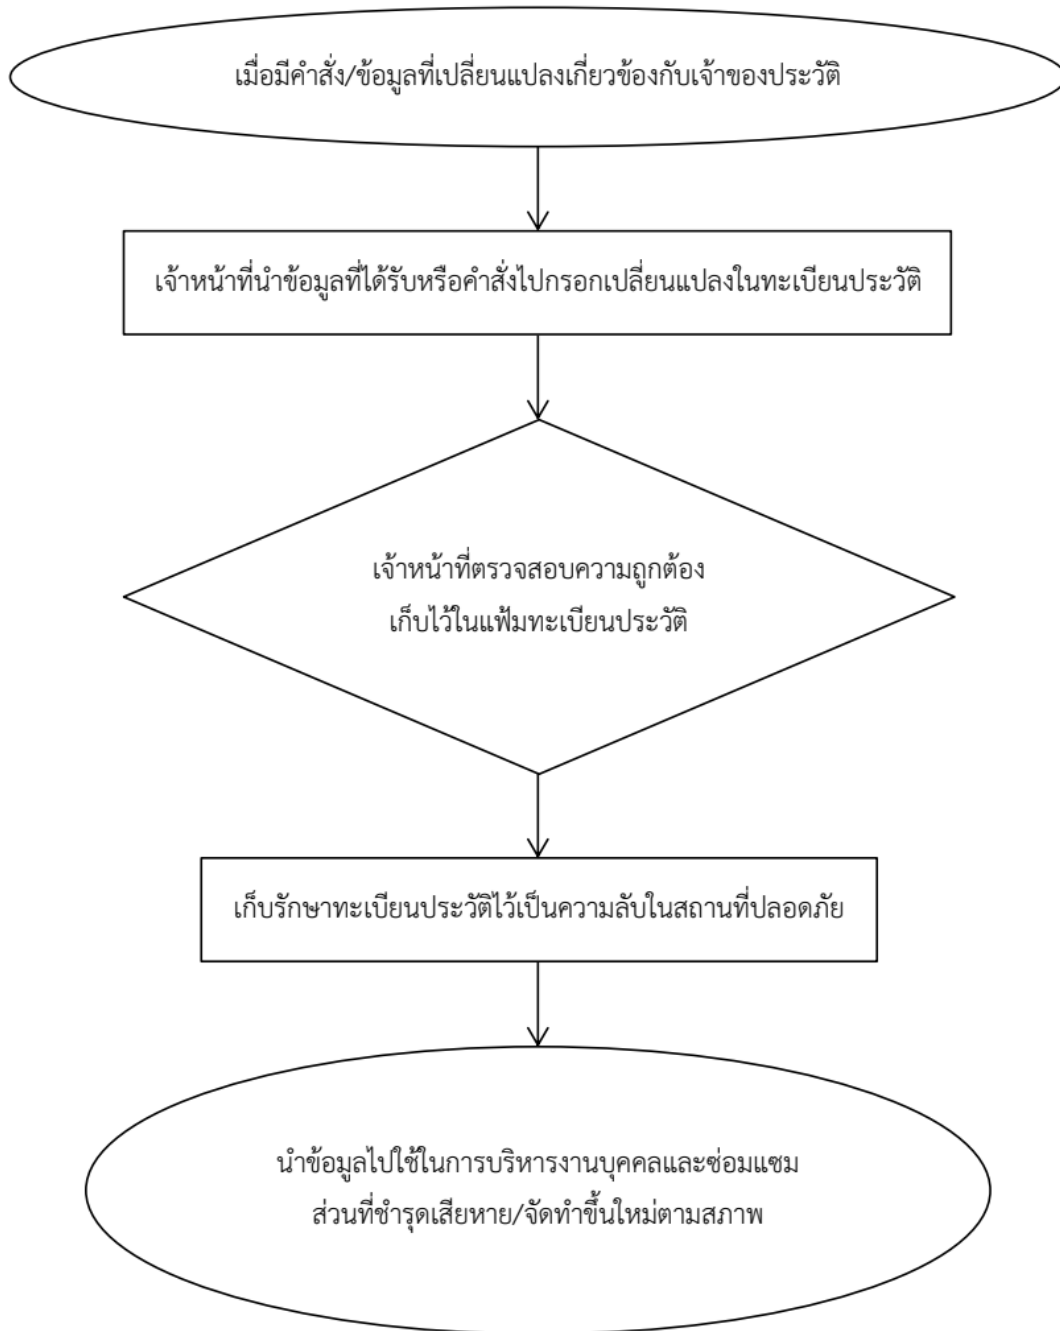 เมื่อมีคำสั่ง/ข้อมูลที่เปลี่ยนแปลงเกี่ยวข้องกับเจ้าของประวัติ
เจ้าหน้าที่นำข้อมูลที่ได้รับหรือคำสั่งไปกรอกเปลี่ยนแปลงในทะเบียนประวัติ
เจ้าหน้าที่ตรวจสอบความถูกต้อง
เก็บไว้ในแฟ้มทะเบียนประวัติ
เก็บรักษาทะเบียนประวัติไว้เป็นความลับในสถานที่ปลอดภัย
นำข้อมูลไปใช้ในการบริหารงานบุคคลและซ่อมแซม
ส่วนที่ชำรุดเสียหาย/จัดทำขึ้นใหม่ตามสภาพ